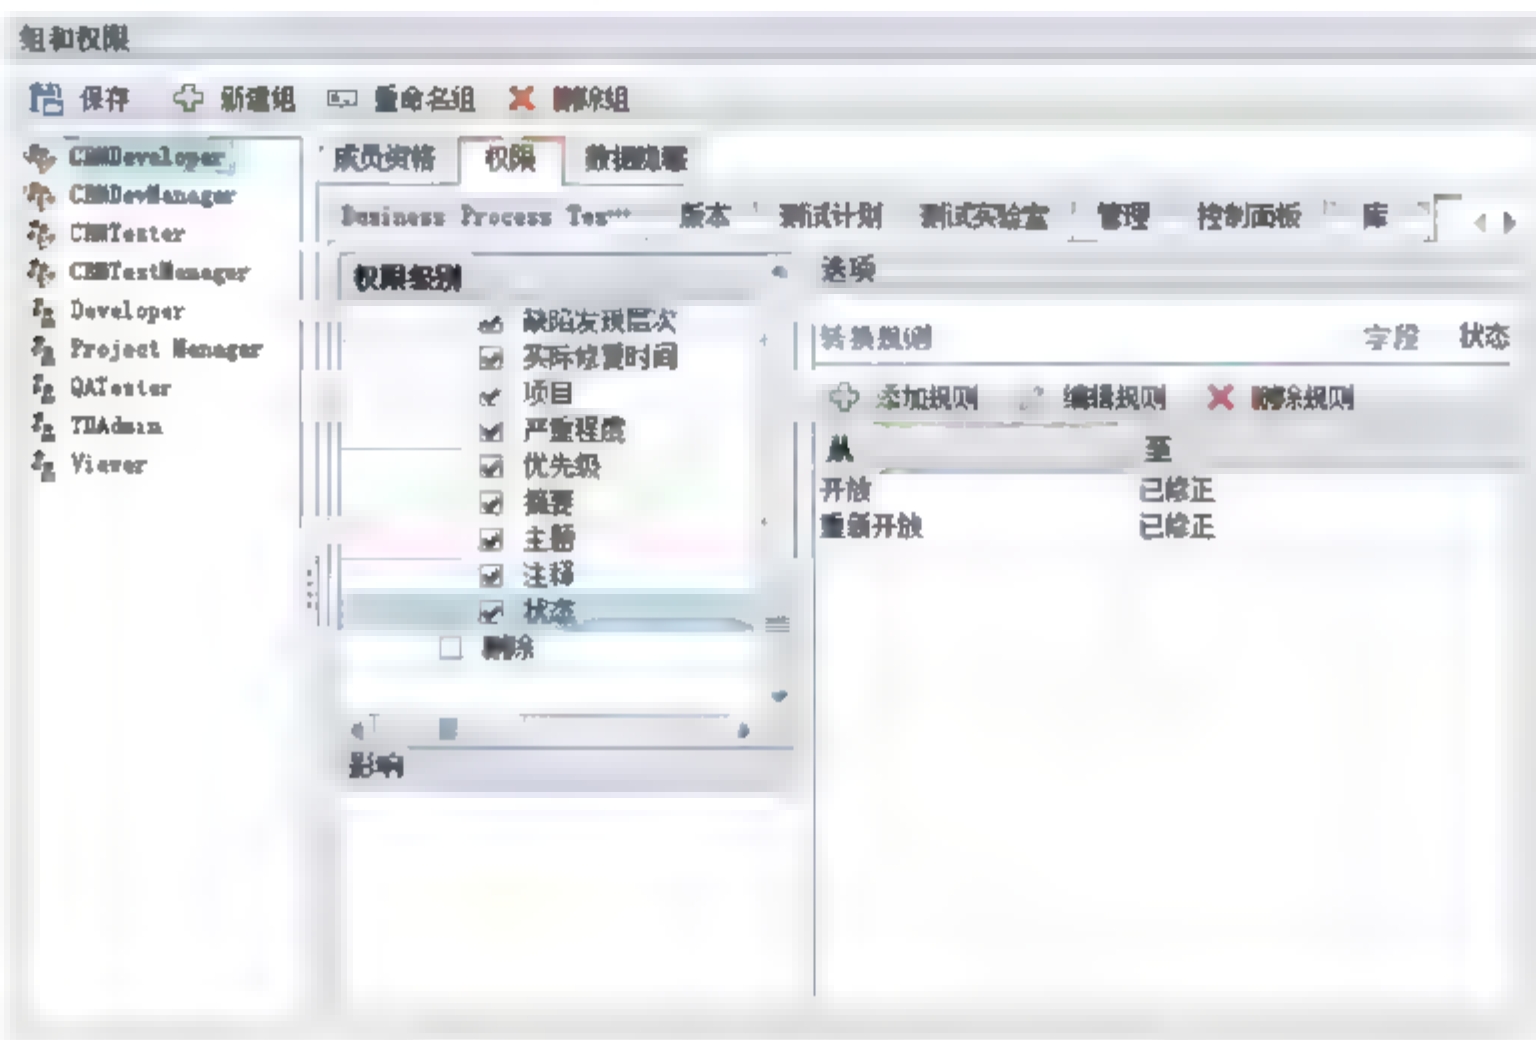 组和权限
保存 新建组 重命名组 删除组
CRMDeveloper
CRMDevManager
CRMTester
CRMTestManager
Developer
Project Manager
QATester
TDAdmin
Viewer
成员资格 权限 数据隐藏
Business Process Tes... 版本 测试计划 测试实验室 管理 控制面板 库
权限级别
缺陷发现层次
实际修复时间
项目
严重程度
优先级
摘要
主题
注释
状态
删除
影响
选项
转换规则 字段 状态
添加规则 编辑规则 删除规则
从 至
开放 已修正
重新开放 已修正